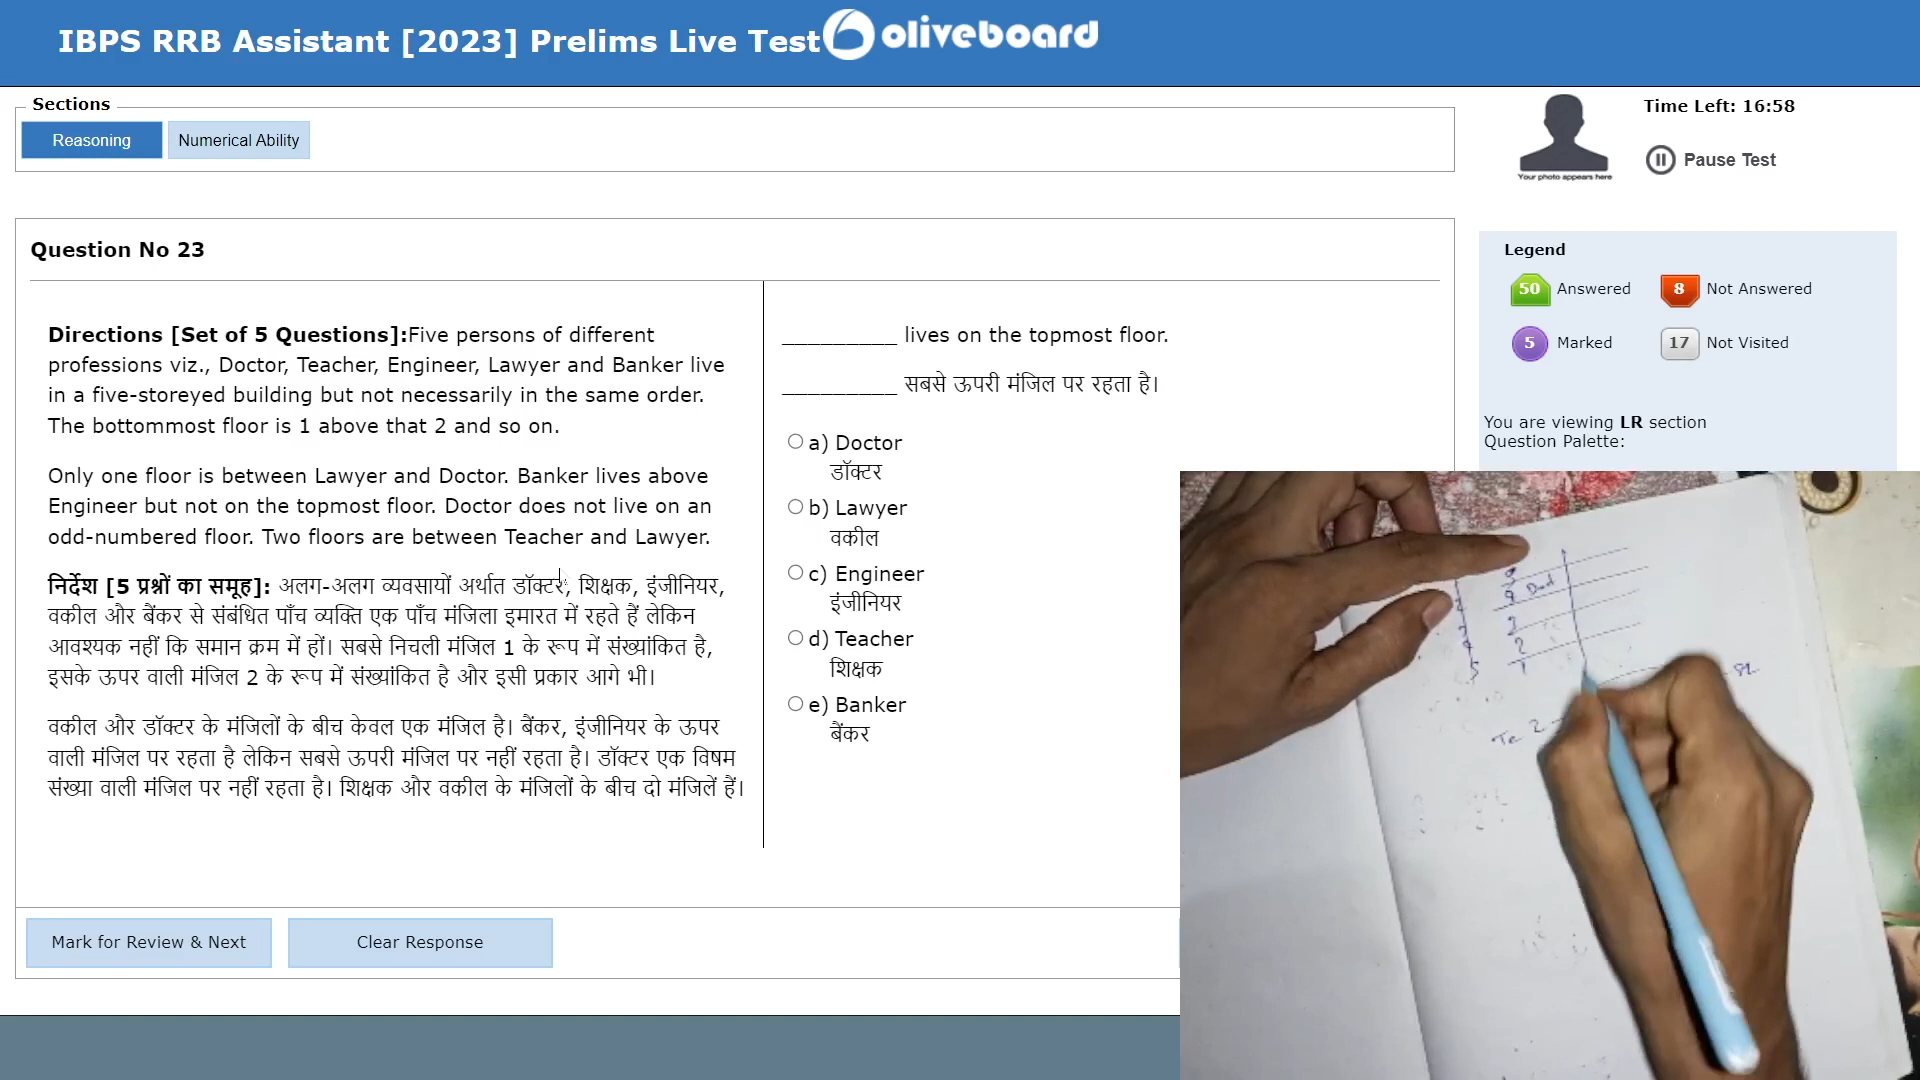 IBPS RRB Assistant [2023] Prelims Live Test oliveboard
Sections
Reasoning
Numerical Ability
Your photo appears here
Time Left: 16:58
Pause Test
Question No 23
Directions [Set of 5 Questions]:Five persons of different
professions viz., Doctor, Teacher, Engineer, Lawyer and Banker live
in a five-storeyed building but not necessarily in the same order.
The bottommost floor is 1 above that 2 and so on.
Only one floor is between Lawyer and Doctor. Banker lives above
Engineer but not on the topmost floor. Doctor does not live on an
odd-numbered floor. Two floors are between Teacher and Lawyer.
निर्देश [5 प्रश्नों का समूह]: अलग-अलग व्यवसायों अर्थात डॉक्टर, शिक्षक, इंजीनियर,
वकील और बैंकर से संबंधित पाँच व्यक्ति एक पाँच मंजिला इमारत में रहते हैं लेकिन
आवश्यक नहीं कि समान क्रम में हों। सबसे निचली मंजिल 1 के रूप में संख्यांकित है,
इसके ऊपर वाली मंजिल 2 के रूप में संख्यांकित है और इसी प्रकार आगे भी।
वकील और डॉक्टर के मंजिलों के बीच केवल एक मंजिल है। बैंकर, इंजीनियर के ऊपर
वाली मंजिल पर रहता है लेकिन सबसे ऊपरी मंजिल पर नहीं रहता है। डॉक्टर एक विषम
संख्या वाली मंजिल पर नहीं रहता है। शिक्षक और वकील के मंजिलों के बीच दो मंजिलें हैं।
_________ lives on the topmost floor.
_________ सबसे ऊपरी मंजिल पर रहता है।
a) Doctor
डॉक्टर
b) Lawyer
वकील
c) Engineer
इंजीनियर
d) Teacher
शिक्षक
e) Banker
बैंकर
Legend
50 Answered
8 Not Answered
5 Marked
17 Not Visited
You are viewing LR section
Question Palette:
Mark for Review & Next
Clear Response
3
2
1